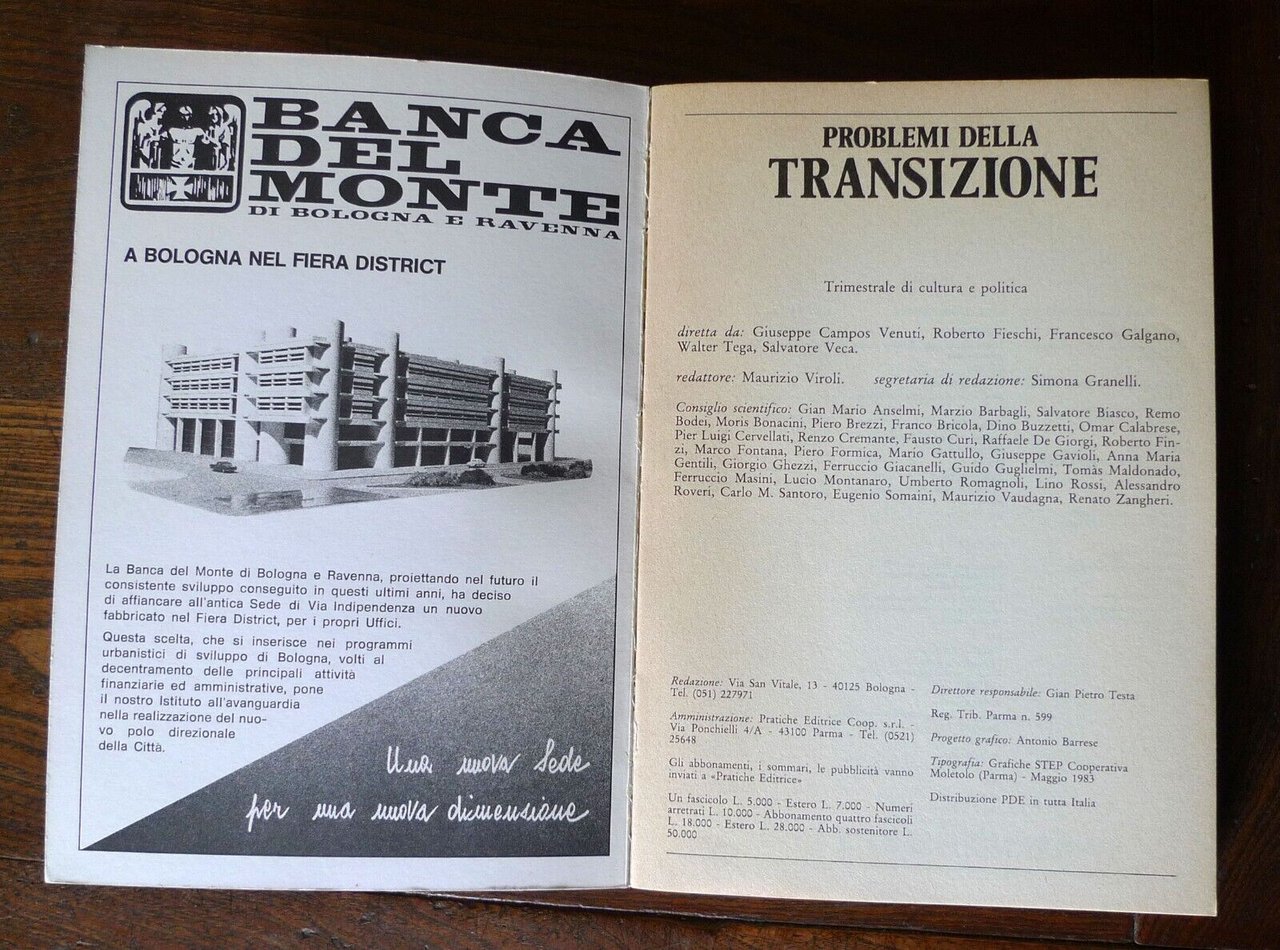 BANCA
DEL
MONTE
DI BOLOGNA E RAVENNA
A BOLOGNA NEL FIERA DISTRICT
La Banca del Monte di Bologna e Ravenna, proiettando nel futuro il
consistente sviluppo conseguito in questi ultimi anni, ha deciso
di affiancare all'antica Sede di Via Indipendenza un nuovo
fabbricato nel Fiera District, per i propri Uffici.
Questa scelta, che si inserisce nei programmi
urbanistici di sviluppo di Bologna, volti al
decentramento delle principali attività
finanziarie ed amministrative, pone
il nostro Istituto all'avanguardia
nella realizzazione del nuo-
vo polo direzionale
della Città.
Una nuova Sede
per una nuova dimensione
PROBLEMI DELLA
TRANSIZIONE
Trimestrale di cultura e politica
diretta da: Giuseppe Campos Venuti, Roberto Fieschi, Francesco Galgano,
Walter Tega, Salvatore Veca.
redattore: Maurizio Viroli. segretaria di redazione: Simona Granelli.
Consiglio scientifico: Gian Mario Anselmi, Marzio Barbagli, Salvatore Biasco, Remo
Bodei, Moris Bonacini, Piero Brezzi, Franco Bricola, Dino Buzzetti, Omar Calabrese,
Pier Luigi Cervellati, Renzo Cremante, Fausto Curi, Raffaele De Giorgi, Roberto Fin-
zi, Marco Fontana, Piero Formica, Mario Gattullo, Giuseppe Gavioli, Anna Maria
Gentili, Giorgio Ghezzi, Ferruccio Giacanelli, Guido Guglielmi, Tomàs Maldonado,
Ferruccio Masini, Lucio Montanaro, Umberto Romagnoli, Lino Rossi, Alessandro
Roveri, Carlo M. Santoro, Eugenio Somaini, Maurizio Vaudagna, Renato Zangheri.
Redazione: Via San Vitale, 13 - 40125 Bologna -
Tel. (051) 227971
Amministrazione: Pratiche Editrice Coop. s.r.l. -
Via Ponchielli 4/A - 43100 Parma - Tel. (0521)
25648
Gli abbonamenti, i sommari, le pubblicità vanno
inviati a «Pratiche Editrice»
Un fascicolo L. 5.000 - Estero L. 7.000 - Numeri
arretrati L. 10.000 - Abbonamento quattro fascicoli
L. 18.000 - Estero L. 28.000 - Abb. sostenitore L.
50.000
Direttore responsabile: Gian Pietro Testa
Reg. Trib. Parma n. 599
Progetto grafico: Antonio Barrese
Tipografia: Grafiche STEP Cooperativa
Moletolo (Parma) - Maggio 1983
Distribuzione PDE in tutta Italia